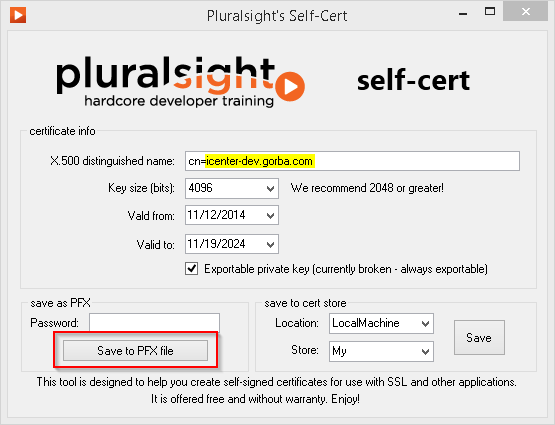 Pluralsight's Self-Cert
pluralsight
hardcore developer training
self-cert
certificate info
X.500 distinguished name: cn=icenter-dev.gorba.com
Key size (bits): 4096 We recommend 2048 or greater!
Vald from: 11/12/2014
Valid to: 11/19/2024
Exportable private key (currently broken - always exportable)
save as PFX
Password:
Save to PFX file
save to cert store
Location: LocalMachine
Store: My
Save
This tool is designed to help you create self-signed certificates for use with SSL and other applications.
It is offered free and without warranty. Enjoy!